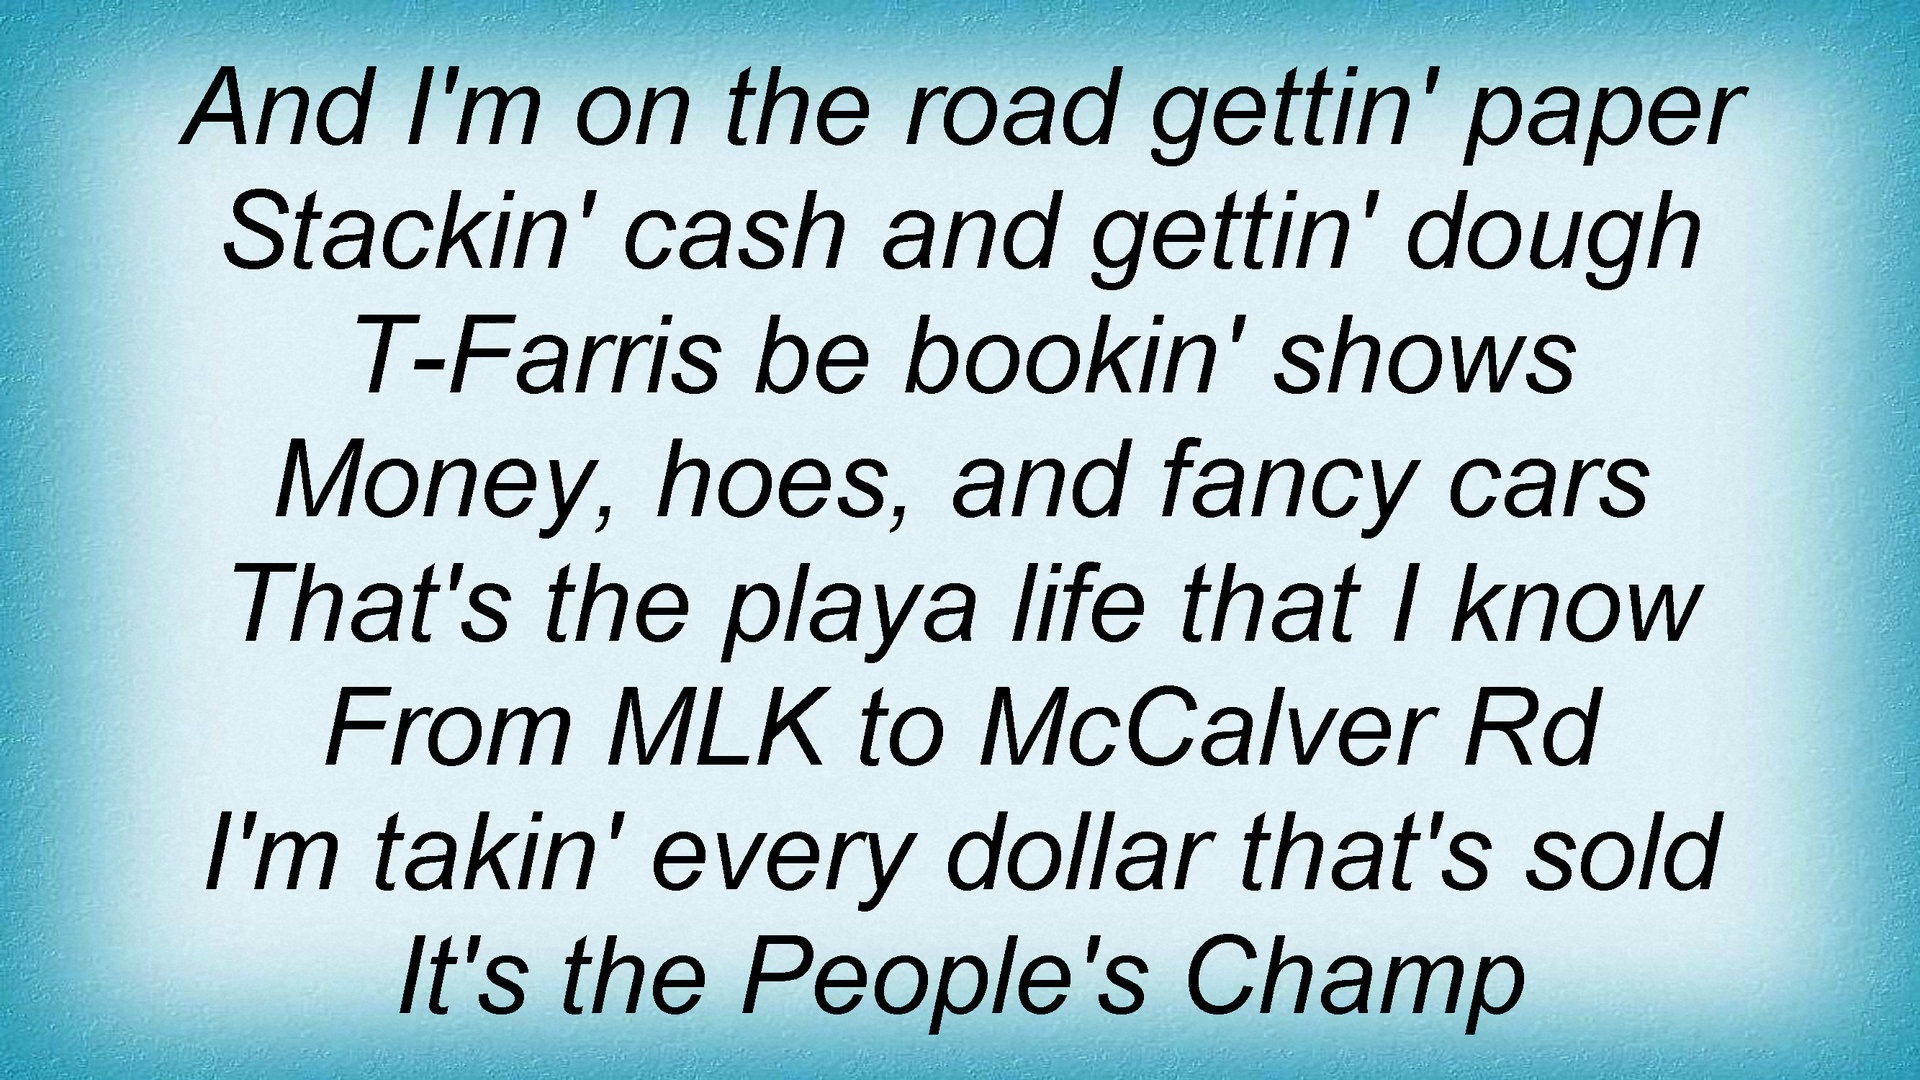 And I'm on the road gettin' paper
Stackin' cash and gettin' dough
T-Farris be bookin' shows
Money, hoes, and fancy cars
That's the playa life that I know
From MLK to McCalver Rd
I'm takin' every dollar that's sold
It's the People's Champ